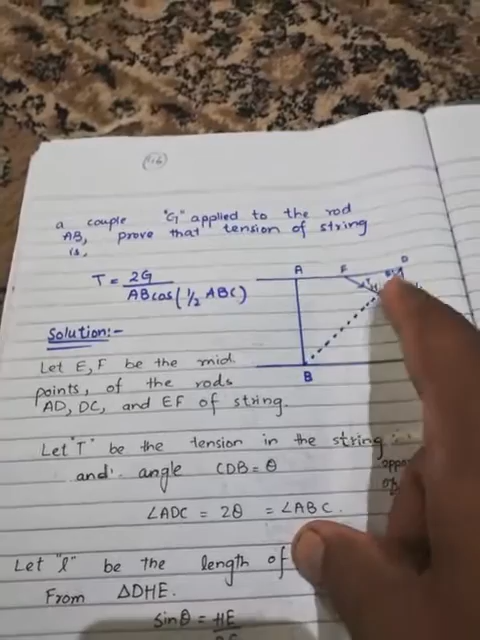 (16)
a couple "G" applied to the rod
AB, prove that tension of string
is,
T = 2G / AB cos(1/2 ABC)
A F D
T H
B
Solution:-
Let E, F be the mid
points, of the rods
AD, DC, and EF of string.
Let "T" be the tension in the string
and angle CDB = θ
∠ADC = 2θ = ∠ABC.
Let "l" be the length of
From ΔDHE.
sinθ = HE